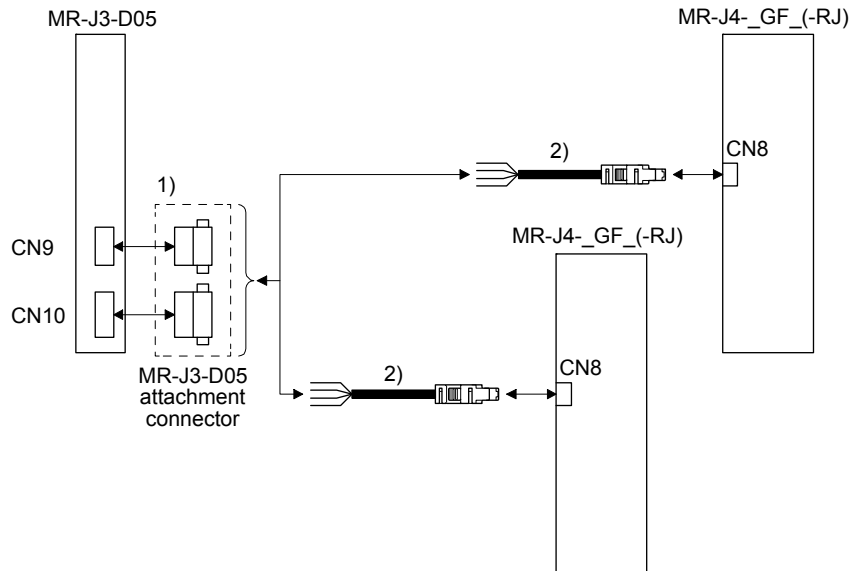 MR-J3-D05
MR-J4-_GF_(-RJ)
2)
CN8
1)
MR-J4-_GF_(-RJ)
CN9
CN10
CN8
2)
MR-J3-D05
attachment
connector